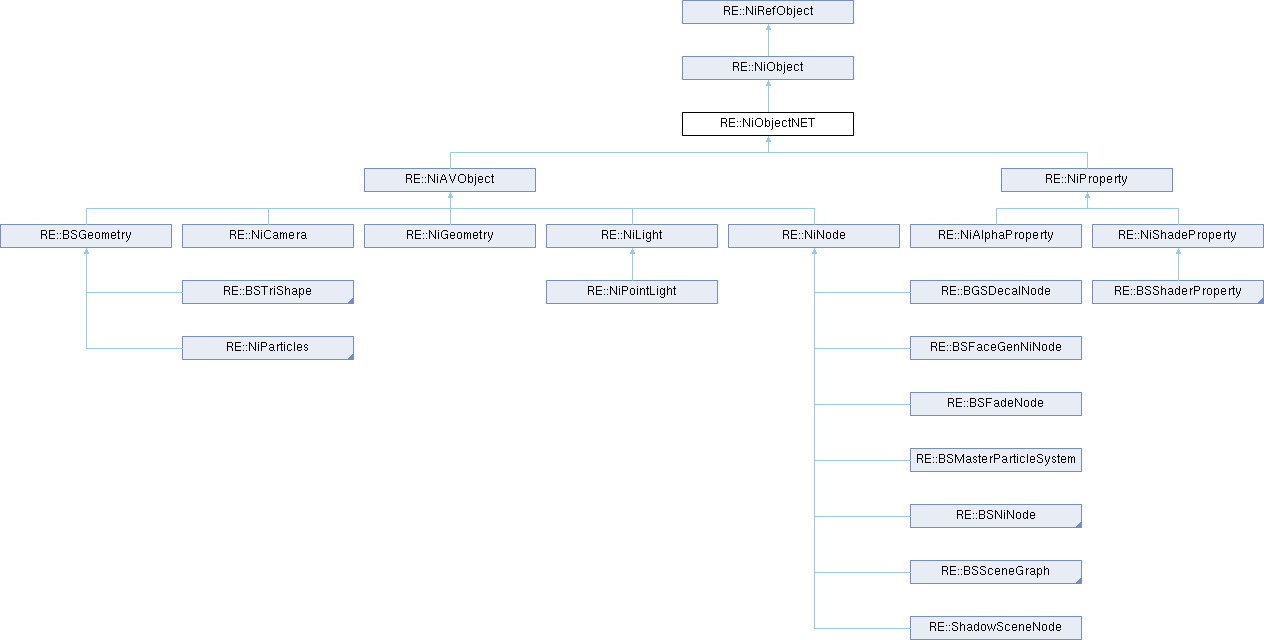 RE::NiRefObject
RE::NiObject
RE::NiObjectNET
RE::NiAVObject
RE::NiProperty
RE::BSGeometry
RE::NiCamera
RE::NiGeometry
RE::NiLight
RE::NiNode
RE::NiAlphaProperty
RE::NiShadeProperty
RE::BSTriShape
RE::NiPointLight
RE::BGSDecalNode
RE::BSShaderProperty
RE::NiParticles
RE::BSFaceGenNiNode
RE::BSFadeNode
RE::BSMasterParticleSystem
RE::BSNiNode
RE::BSSceneGraph
RE::ShadowSceneNode